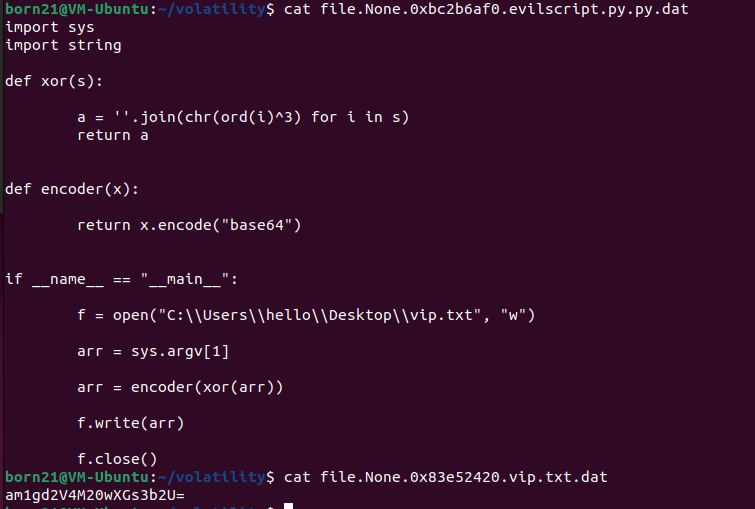 born21@VM-Ubuntu:~/volatility$ cat file.None.0xbc2b6af0.evilscript.py.py.dat
import sys
import string
def xor(s):
a = ''.join(chr(ord(i)^3) for i in s)
return a
def encoder(x):
return x.encode("base64")
if __name__ == "__main__":
f = open("C:\\Users\\hello\\Desktop\\vip.txt", "w")
arr = sys.argv[1]
arr = encoder(xor(arr))
f.write(arr)
f.close()
born21@VM-Ubuntu:~/volatility$ cat file.None.0x83e52420.vip.txt.dat
am1gd2V4M20wXGs3b2U=